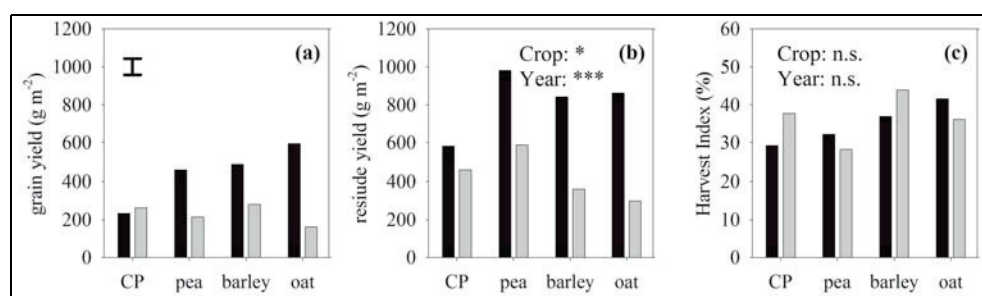 1200
1000
800
600
400
200
0
grain yield (g m⁻²)
(a)
CP pea barley oat
1200
1000
800
600
400
200
0
resiude yield (g m⁻²)
Crop: * (b)
Year: ***
CP pea barley oat
60
50
40
30
20
10
0
Harvest Index (%)
Crop: n.s. (c)
Year: n.s.
CP pea barley oat